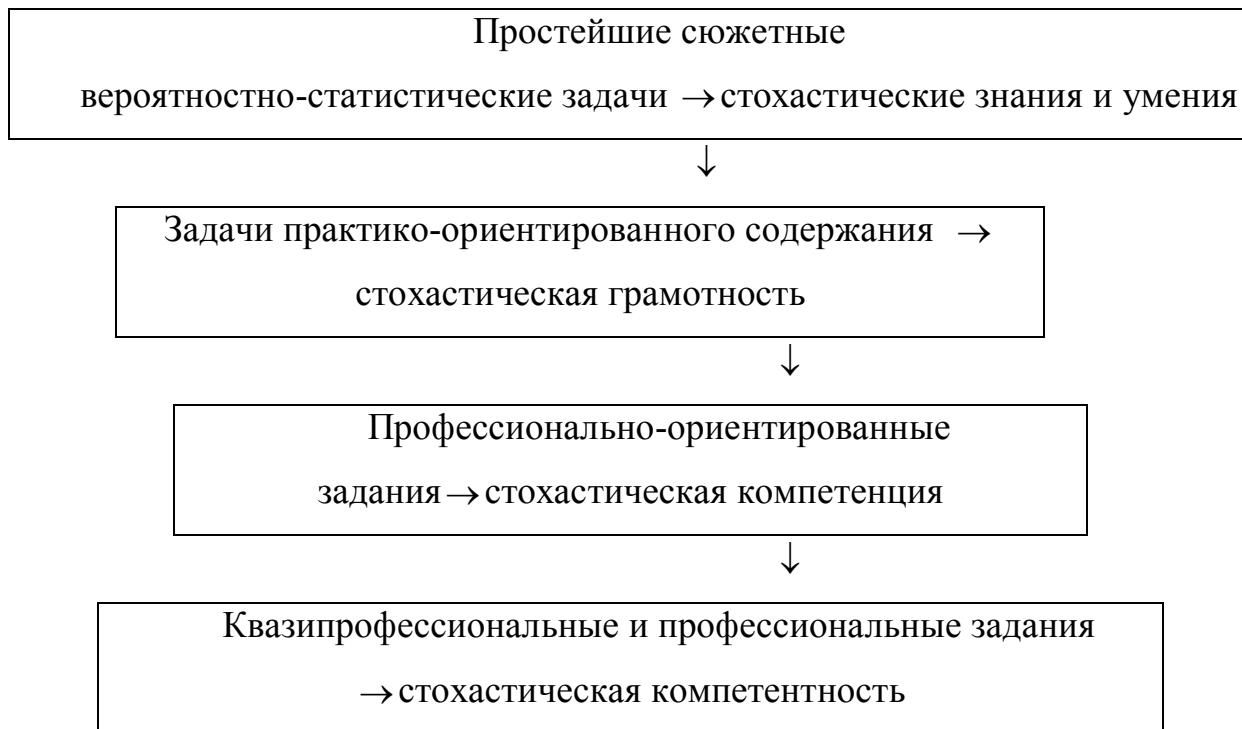 Простейшие сюжетные
вероятностно-статистические задачи → стохастические знания и умения
↓
Задачи практико-ориентированного содержания →
стохастическая грамотность
↓
Профессионально-ориентированные
задания → стохастическая компетенция
↓
Квазипрофессиональные и профессиональные задания
→ стохастическая компетентность